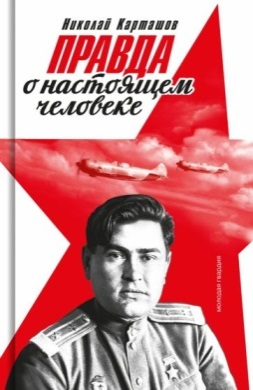 Николай Карташов
ПРАВДА
о настоящем
человеке
МОЛОДАЯ ГВАРДИЯ